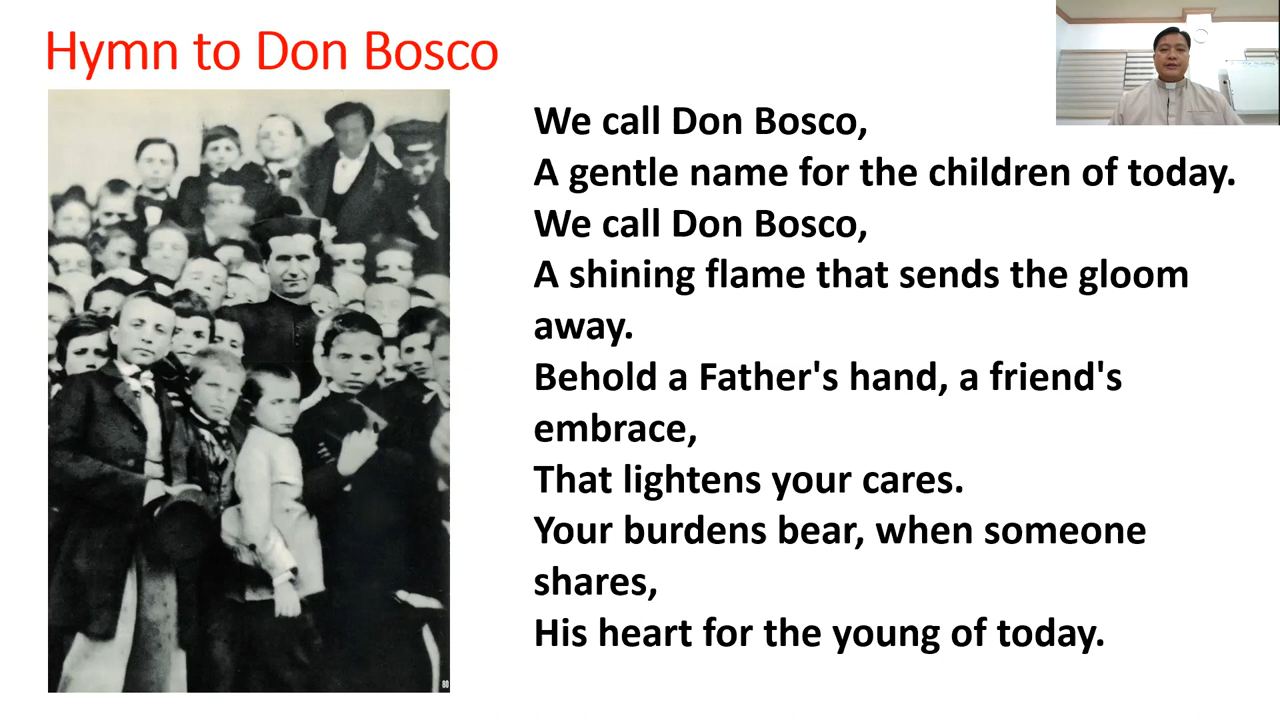 Hymn to Don Bosco
We call Don Bosco,
A gentle name for the children of today.
We call Don Bosco,
A shining flame that sends the gloom
away.
Behold a Father's hand, a friend's
embrace,
That lightens your cares.
Your burdens bear, when someone
shares,
His heart for the young of today.